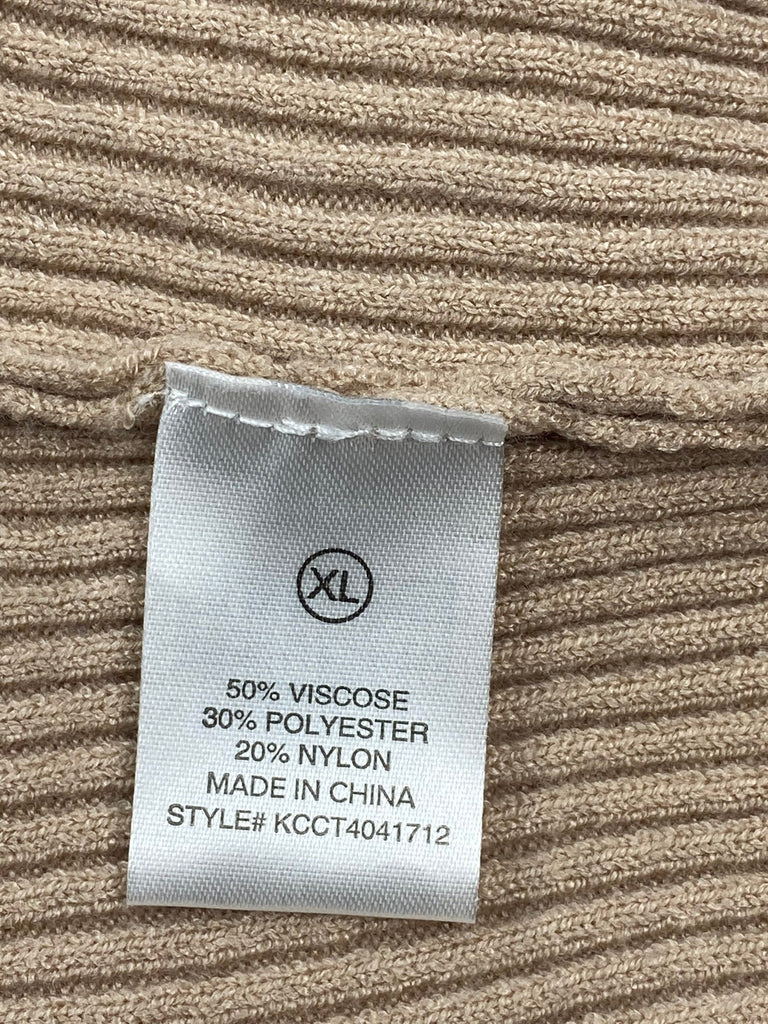 XL
50% VISCOSE
30% POLYESTER
20% NYLON
MADE IN CHINA
STYLE# KCCT4041712